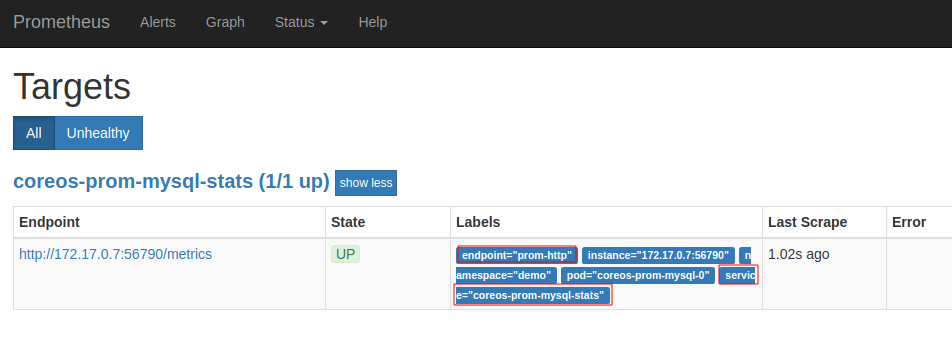 Prometheus Alerts Graph Status Help
Targets
All Unhealthy
coreos-prom-mysql-stats (1/1 up) show less
Endpoint State Labels Last Scrape Error
http://172.17.0.7:56790/metrics UP endpoint="prom-http" instance="172.17.0.7:56790" n 1.02s ago
amespace="demo" pod="coreos-prom-mysql-0" servic
e="coreos-prom-mysql-stats"